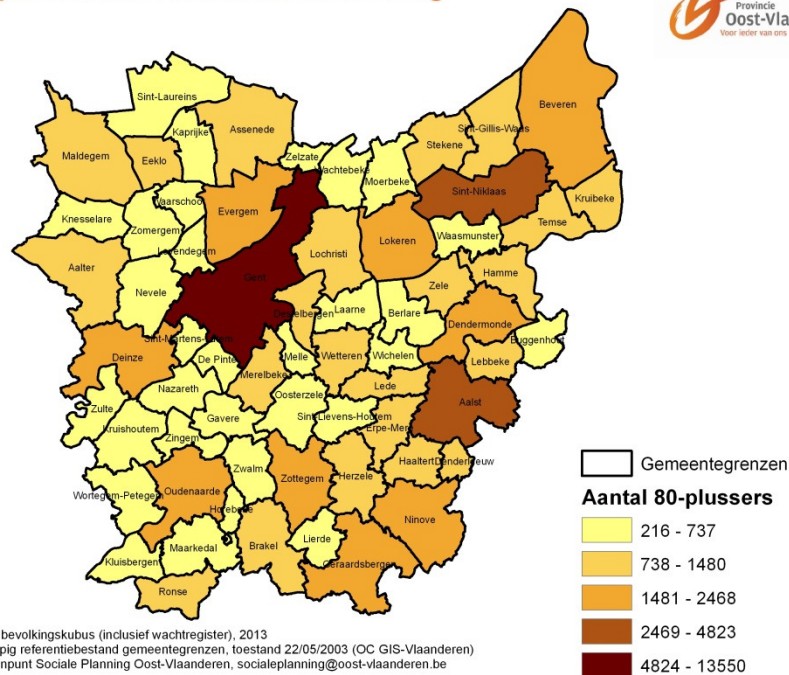 Provincie
Oost-Vla
Voor ieder van ons
Beveren
Sint-Laureins
Assenede
Kaprijke
Sint-Gillis-Waas
Stekene
Maldegem
Eeklo
Zelzate
Wachtebeke
Moerbeke
Sint-Niklaas
Kruibeke
Knesselare
Waarschoot
Evergem
Temse
Zomergem
Lokeren
Waasmunster
Lovendegem
Lochristi
Aalter
Hamme
Gent
Zele
Nevele
Destelbergen
Laarne
Berlare
Dendermonde
Sint-Martens-Latem
Buggenhout
Deinze
De Pinte
Melle
Wetteren
Wichelen
Lebbeke
Merelbeke
Nazareth
Lede
Oosterzele
Aalst
Zulte
Gavere
Sint-Lievens-Houtem
Kruishoutem
Erpe-Mere
Zingem
Haaltert
Denderleeuw
Zwalm
Wortegem-Petegem
Oudenaarde
Zottegem
Herzele
Horebeke
Ninove
Maarkedal
Brakel
Lierde
Kluisbergen
Geraardsbergen
Ronse
Gemeentegrenzen
Aantal 80-plussers
216 - 737
738 - 1480
1481 - 2468
2469 - 4823
4824 - 13550
bevolkingskubus (inclusief wachtregister), 2013
pig referentiebestand gemeentegrenzen, toestand 22/05/2003 (OC GIS-Vlaanderen)
npunt Sociale Planning Oost-Vlaanderen, socialeplanning@oost-vlaanderen.be